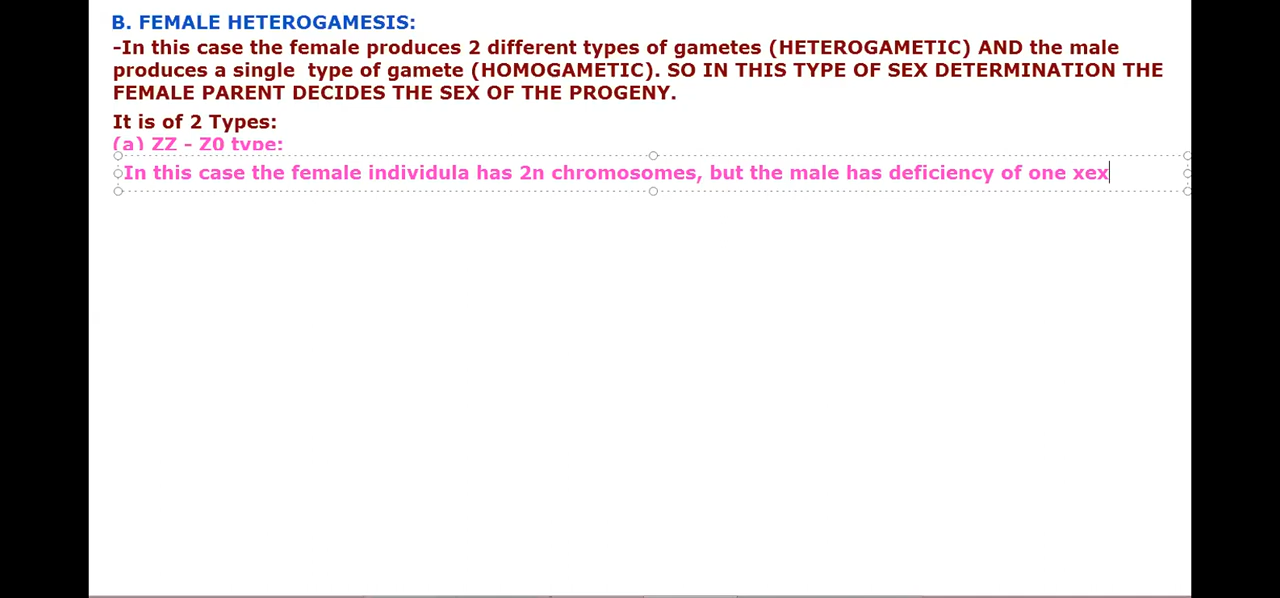 B. FEMALE HETEROGAMESIS:
-In this case the female produces 2 different types of gametes (HETEROGAMETIC) AND the male
produces a single type of gamete (HOMOGAMETIC). SO IN THIS TYPE OF SEX DETERMINATION THE
FEMALE PARENT DECIDES THE SEX OF THE PROGENY.
It is of 2 Types:
(a) ZZ - Z0 type:
In this case the female individula has 2n chromosomes, but the male has deficiency of one xex